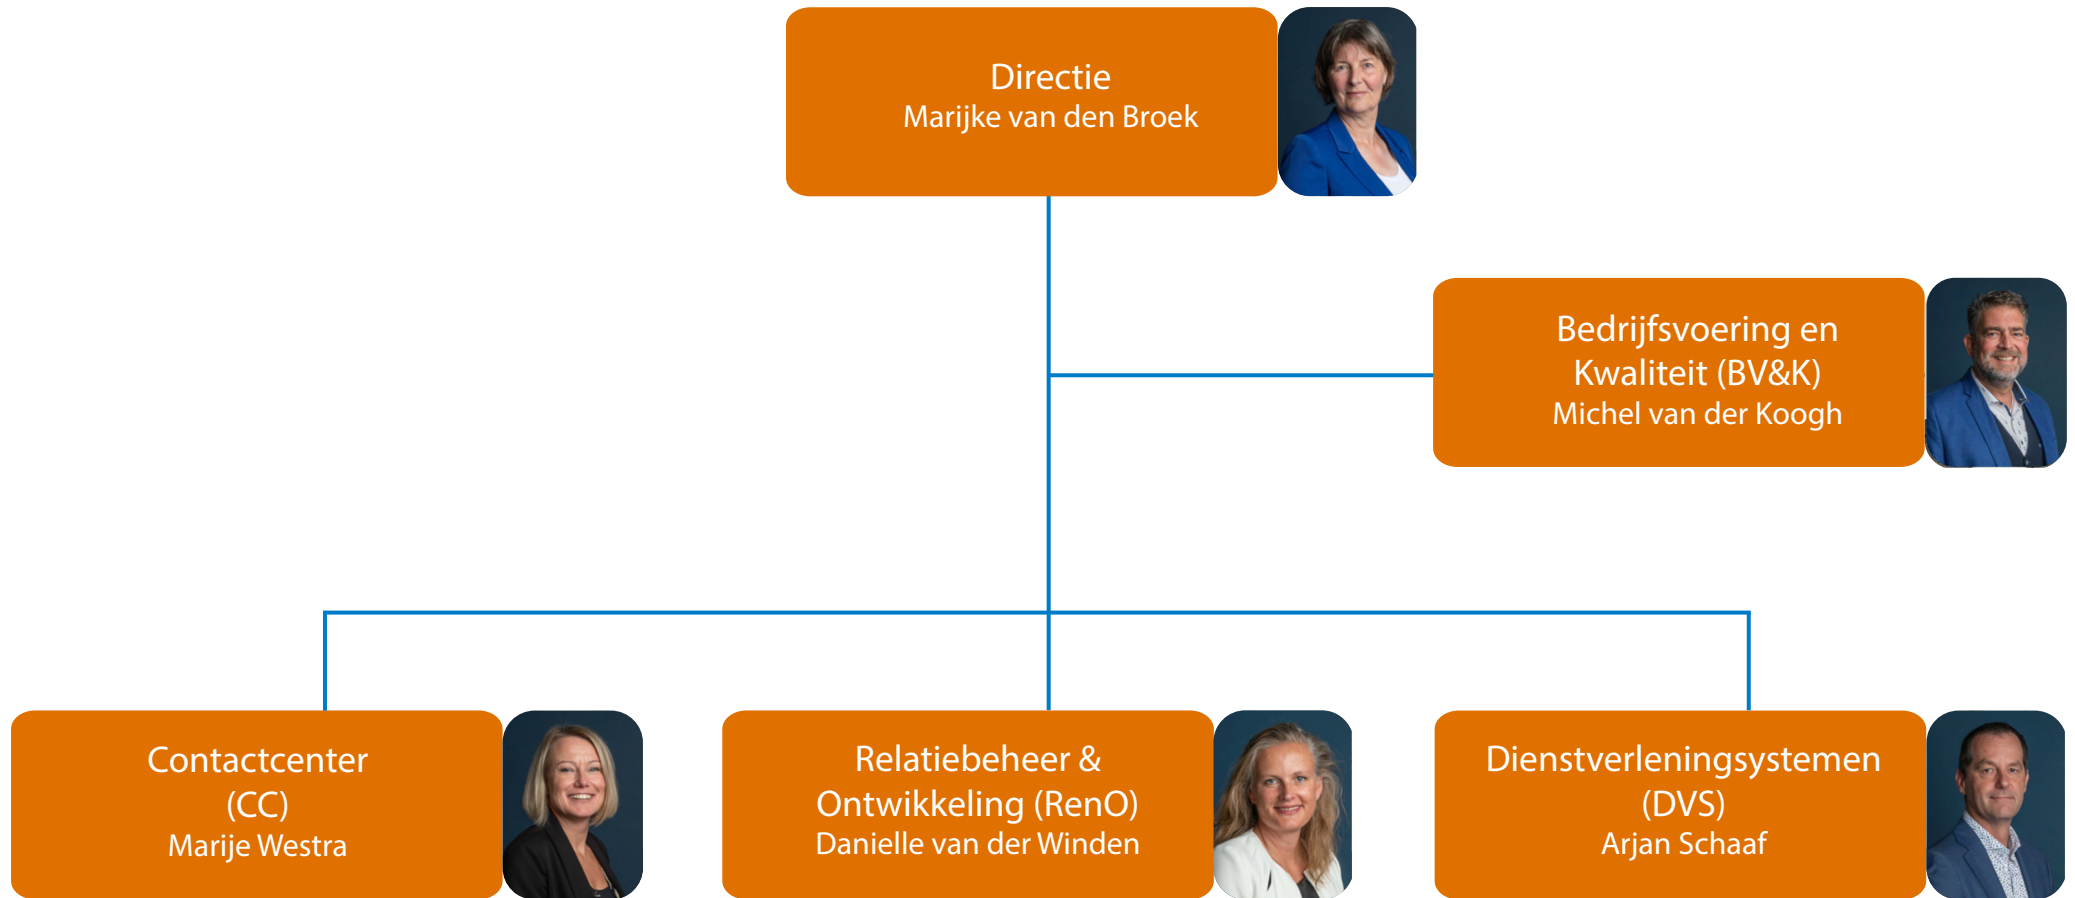 Directie
Marijke van den Broek
Bedrijfsvoering en
Kwaliteit (BV&K)
Michel van der Koogh
Contactcenter
(CC)
Marije Westra
Relatiebeheer &
Ontwikkeling (RenO)
Danielle van der Winden
Dienstverleningsystemen
(DVS)
Arjan Schaaf